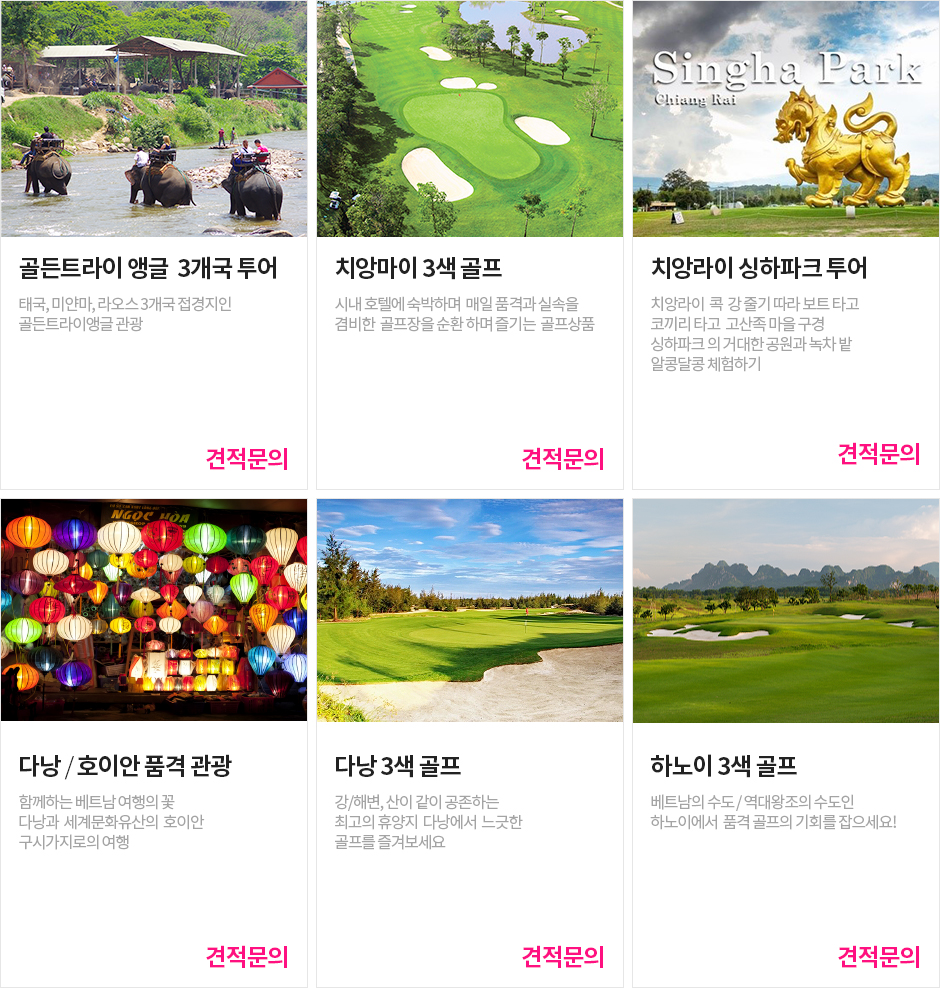 Singha Park
Chiang Rai
골든트라이 앵글 3개국 투어
태국, 미얀마, 라오스 3개국 접경지인
골든트라이앵글 관광
견적문의
치앙마이 3색 골프
시내 호텔에 숙박하며 매일 품격과 실속을
겸비한 골프장을 순환 하며 즐기는 골프상품
견적문의
치앙라이 싱하파크 투어
치앙라이 콕 강 줄기 따라 보트 타고
코끼리 타고 고산족 마을 구경
싱하파크 의 거대한 공원과 녹차 밭
알콩달콩 체험하기
견적문의
NGỌC HÒA
다낭 / 호이안 품격 관광
함께하는 베트남 여행의 꽃
다낭과 세계문화유산의 호이안
구시가지로의 여행
견적문의
다낭 3색 골프
강/해변, 산이 같이 공존하는
최고의 휴양지 다낭에서 느긋한
골프를 즐겨보세요
견적문의
하노이 3색 골프
베트남의 수도 / 역대왕조의 수도인
하노이에서 품격 골프의 기회를 잡으세요!
견적문의